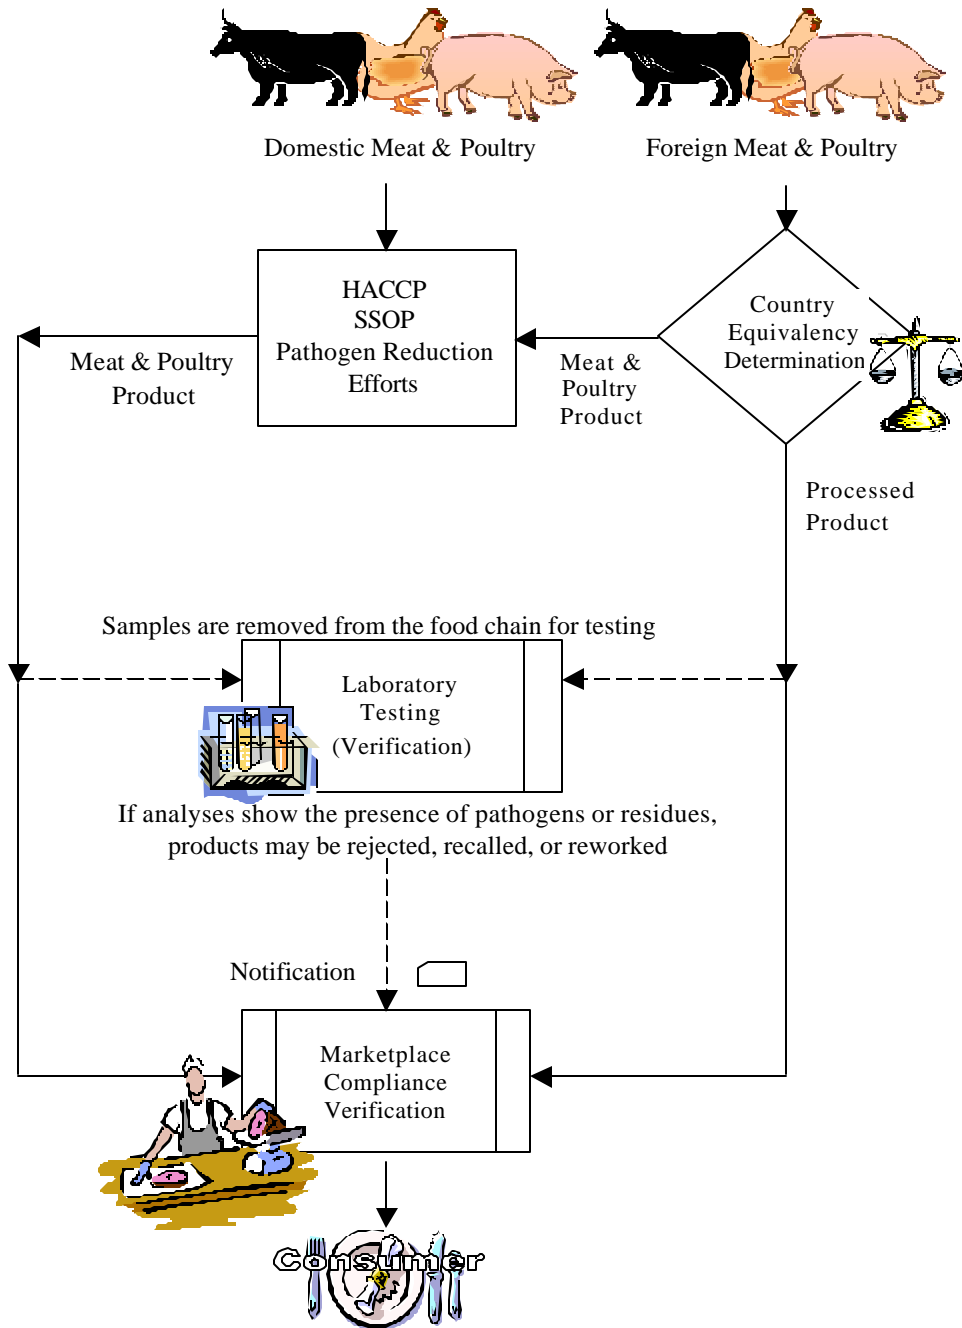 Domestic Meat & Poultry
Foreign Meat & Poultry
HACCP
SSOP
Pathogen Reduction
Efforts
Country
Equivalency
Determination
Meat & Poultry
Product
Meat &
Poultry
Product
Processed
Product
Samples are removed from the food chain for testing
Laboratory
Testing
(Verification)
If analyses show the presence of pathogens or residues,
products may be rejected, recalled, or reworked
Notification
Marketplace
Compliance
Verification
Consumer